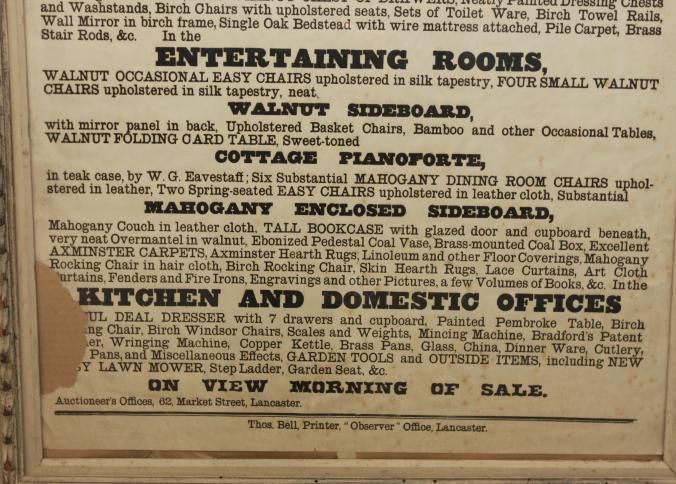 and Washstands, Birch Chairs with upholstered seats, Sets of Toilet Ware, Birch Towel Rails,
Wall Mirror in birch frame, Single Oak Bedstead with wire mattress attached, Pile Carpet, Brass
Stair Rods, &c. In the
ENTERTAINING ROOMS,
WALNUT OCCASIONAL EASY CHAIRS upholstered in silk tapestry, FOUR SMALL WALNUT
CHAIRS upholstered in silk tapestry, neat
WALNUT SIDEBOARD,
with mirror panel in back, Upholstered Basket Chairs, Bamboo and other Occasional Tables,
WALNUT FOLDING CARD TABLE, Sweet-toned
COTTAGE PIANOFORTE,
in teak case, by W. G. Eavestaff; Six Substantial MAHOGANY DINING ROOM CHAIRS uphol-
stered in leather, Two Spring-seated EASY CHAIRS upholstered in leather cloth, Substantial
MAHOGANY ENCLOSED SIDEBOARD,
Mahogany Couch in leather cloth, TALL BOOKCASE with glazed door and cupboard beneath,
very neat Overmantel in walnut, Ebonized Pedestal Coal Vase, Brass-mounted Coal Box, Excellent
AXMINSTER CARPETS, Axminster Hearth Rugs, Linoleum and other Floor Coverings, Mahogany
Rocking Chair in hair cloth, Birch Rocking Chair, Skin Hearth Rugs, Lace Curtains, Art Cloth
urtains, Fenders and Fire Irons, Engravings and other Pictures, a few Volumes of Books, &c. In the
KITCHEN AND DOMESTIC OFFICES
UL DEAL DRESSER with 7 drawers and cupboard, Painted Pembroke Table, Birch
ng Chair, Birch Windsor Chairs, Scales and Weights, Mincing Machine, Bradford's Patent
er, Wringing Machine, Copper Kettle, Brass Pans, Glass, China, Dinner Ware, Cutlery,
Pans, and Miscellaneous Effects, GARDEN TOOLS and OUTSIDE ITEMS, including NEW
Y LAWN MOWER, Step Ladder, Garden Seat, &c.
ON VIEW MORNING OF SALE.
Auctioneer's Offices, 62, Market Street, Lancaster.
Thos. Bell, Printer, "Observer" Office, Lancaster.